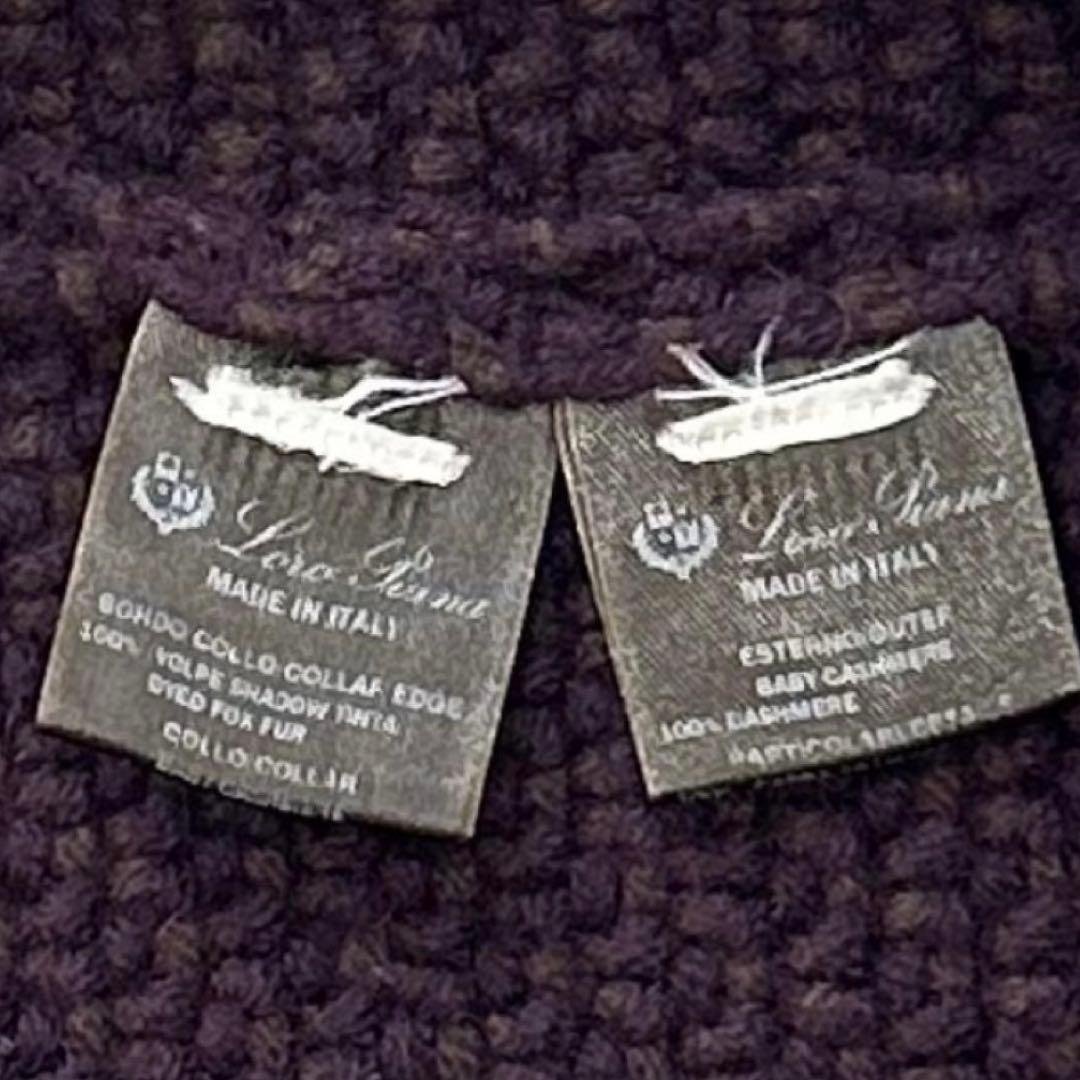 Loro Piana
MADE IN ITALY
BORDO COLLO COLLAR EDGE
100% VOLPE SHADOW TINTA
DYED FOX FUR
COLLO COLLAR
Loro Piana
MADE IN ITALY
ESTERNO OUTER
BABY CASHMERE
100% CASHMERE
PARTICOLARI